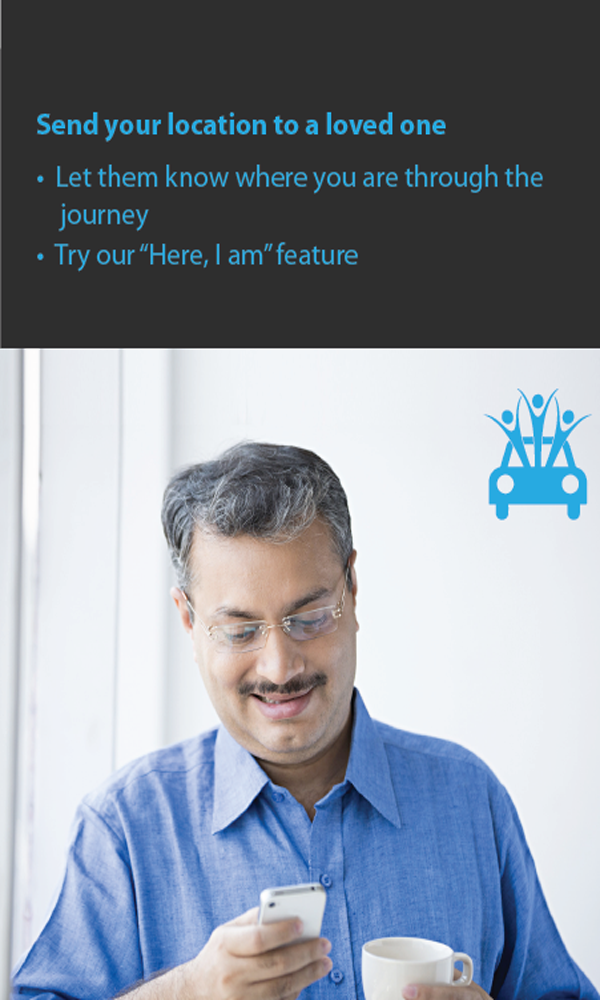 Send your location to a loved one
• Let them know where you are through the
journey
• Try our “Here, I am” feature